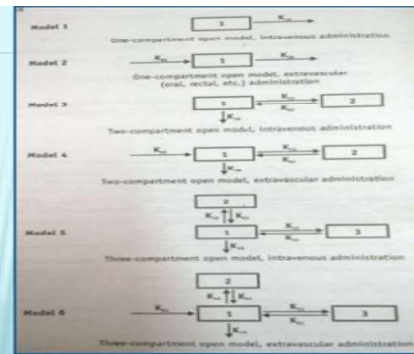 Model 1
1
One-compartment open model, intravenous administration
Model 2
1
One-compartment open model, extravascular
(oral, rectal, etc.) administration
Model 3
1
2
Two-compartment open model, intravenous administration
Model 4
1
2
Two-compartment open model, extravascular administration
2
Model 5
1
3
Three-compartment open model, intravenous administration
2
Model 6
1
3
Three-compartment open model, extravascular administration